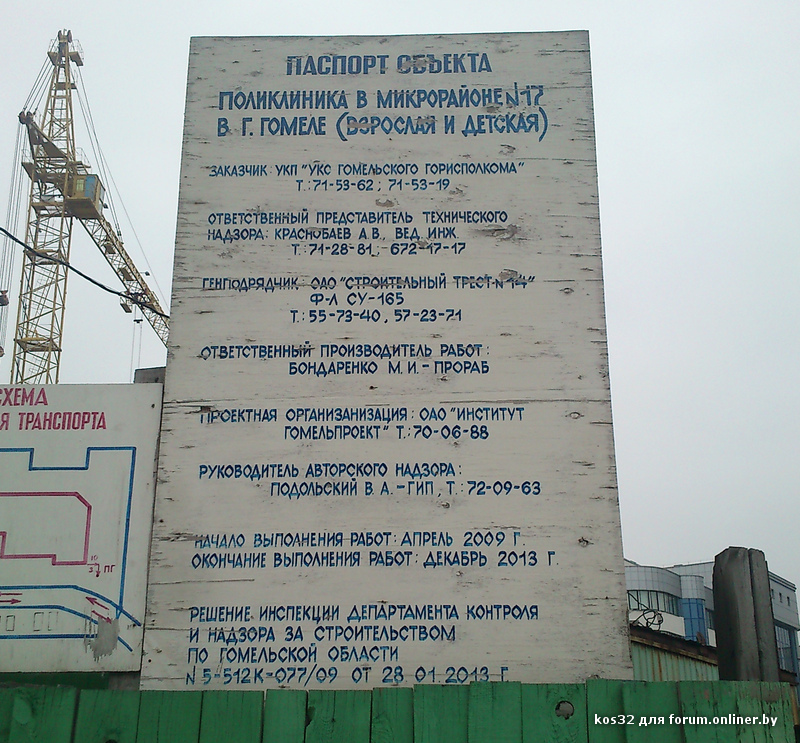 ПАСПОРТ ОБЪЕКТА
ПОЛИКЛИНИКА В МИКРОРАЙОНЕ N17
В Г. ГОМЕЛЕ (ВЗРОСЛАЯ И ДЕТСКАЯ)
ЗАКАЗЧИК: УКП "УКС ГОМЕЛЬСКОГО ГОРИСПОЛКОМА"
Т.: 71-53-62; 71-53-19
ОТВЕТСТВЕННЫЙ ПРЕДСТАВИТЕЛЬ ТЕХНИЧЕСКОГО
НАДЗОРА: КРАСНОБАЕВ А.В., ВЕД. ИНЖ.
Т.: 71-28-81, 672-17-17
ГЕНПОДРЯДЧИК: ОАО "СТРОИТЕЛЬНЫЙ ТРЕСТ N 14"
Ф-Л СУ-165
Т.: 55-73-40, 57-23-71
ОТВЕТСТВЕННЫЙ ПРОИЗВОДИТЕЛЬ РАБОТ:
БОНДАРЕНКО М.И. - ПРОРАБ
ПРОЕКТНАЯ ОРГАНИЗАНИЗАЦИЯ: ОАО "ИНСТИТУТ
ГОМЕЛЬПРОЕКТ" Т.: 70-06-88
РУКОВОДИТЕЛЬ АВТОРСКОГО НАДЗОРА:
ПОДОЛЬСКИЙ В.А. - ГИП, Т.: 72-09-63
НАЧАЛО ВЫПОЛНЕНИЯ РАБОТ: АПРЕЛЬ 2009 Г.
ОКОНЧАНИЕ ВЫПОЛНЕНИЯ РАБОТ: ДЕКАБРЬ 2013 Г.
РЕШЕНИЕ ИНСПЕКЦИИ ДЕПАРТАМЕНТА КОНТРОЛЯ
И НАДЗОРА ЗА СТРОИТЕЛЬСТВОМ
ПО ГОМЕЛЬСКОЙ ОБЛАСТИ
N 5-512К-077/09 ОТ 28.01.2013 Г.
СХЕМА
Я ТРАНСПОРТА
ПГ
kos32 для forum.onliner.by